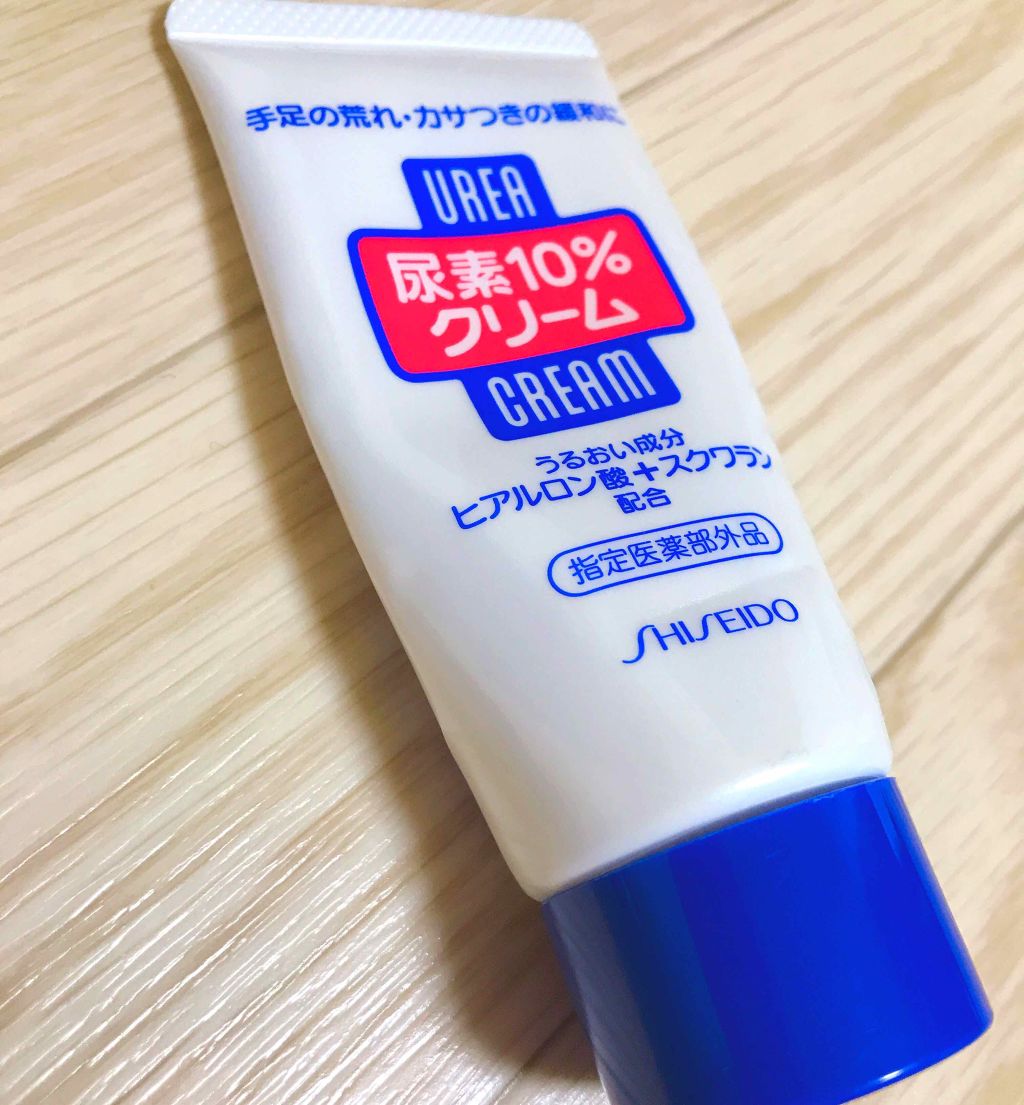 手足の荒れ・カサつきの緩和に
UREA
尿素10%
クリーム
CREAM
うるおい成分
ヒアルロン酸+スクワラン
配合
指定医薬部外品
SHISEIDO